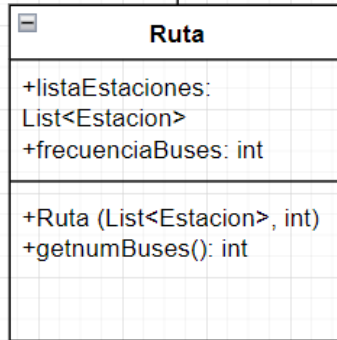 Ruta
+listaEstaciones:
List<Estacion>
+frecuenciaBuses: int
+Ruta (List<Estacion>, int)
+getnumBuses(): int